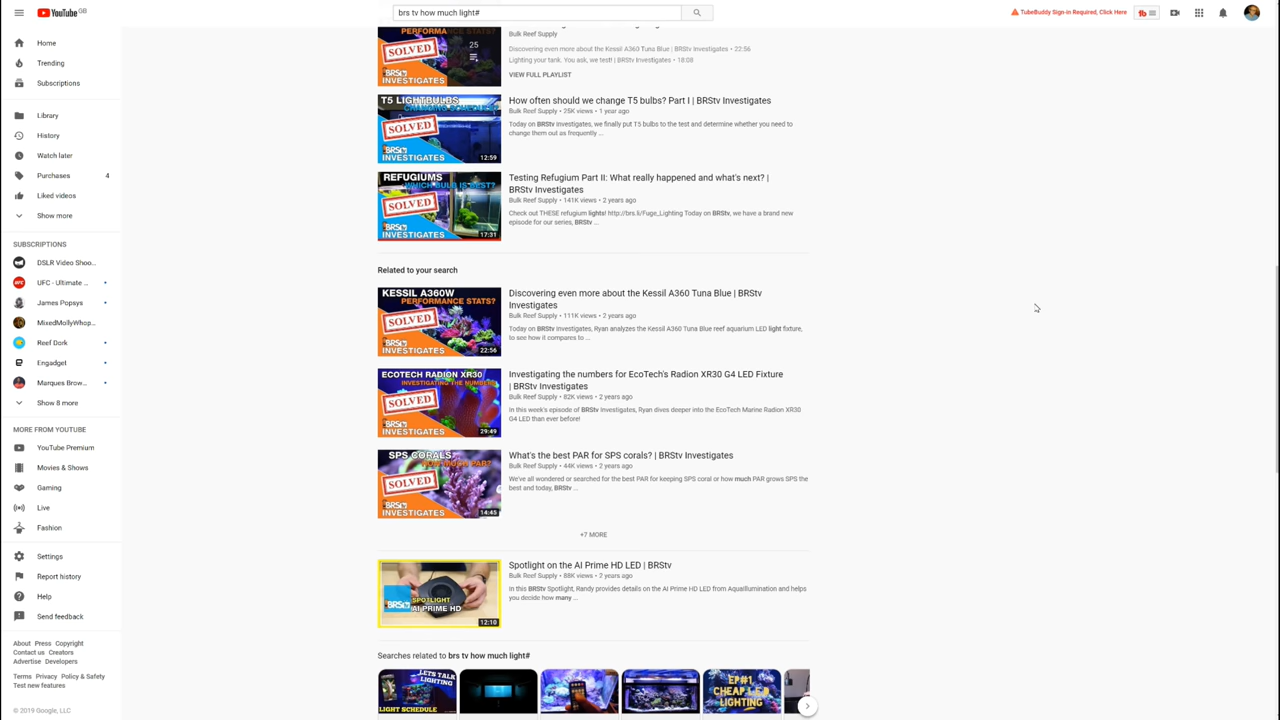 YouTube GB
brs tv how much light#
TubeBuddy Sign-in Required, Click Here
Home
Trending
Subscriptions
Library
History
Watch later
Purchases 4
Liked videos
Show more
SUBSCRIPTIONS
DSLR Video Shoo...
UFC - Ultimate ...
James Popsys
MixedMollyWhop...
Reef Dork
Engadget
Marques Brow...
Show 8 more
MORE FROM YOUTUBE
YouTube Premium
Movies & Shows
Gaming
Live
Fashion
Settings
Report history
Help
Send feedback
About Press Copyright
Contact us Creators
Advertise Developers
Terms Privacy Policy & Safety
Test new features
© 2019 Google, LLC
PERFORMA
SOLVED
25
BRStv
INVESTIGATES
Bulk Reef Supply
Discovering even more about the Kessil A360 Tuna Blue | BRStv Investigates • 22:56
Lighting your tank. You ask, we test! | BRStv Investigates • 18:08
VIEW FULL PLAYLIST
T5 LIGHTBULBS
CHANGING SCHEDULE?
SOLVED
BRStv
INVESTIGATES
12:59
How often should we change T5 bulbs? Part I | BRStv Investigates
Bulk Reef Supply • 25K views • 1 year ago
Today on BRStv Investigates, we finally put T5 bulbs to the test and determine whether you need to
change them out as frequently ...
REFUGIUMS
WHICH BULB IS BEST?
SOLVED
BRStv
INVESTIGATES
17:31
Testing Refugium Part II: What really happened and what's next? |
BRStv Investigates
Bulk Reef Supply • 141K views • 2 years ago
Check out THESE refugium lights! http://brs.li/Fuge_Lighting Today on BRStv, we have a brand new
episode for our series, BRStv ...
Related to your search
KESSIL A360W
PERFORMANCE STATS?
SOLVED
BRStv
INVESTIGATES
22:56
Discovering even more about the Kessil A360 Tuna Blue | BRStv
Investigates
Bulk Reef Supply • 111K views • 2 years ago
Today on BRStv Investigates, Ryan analyzes the Kessil A360 Tuna Blue reef aquarium LED light fixture,
to see how it compares to ...
ECOTECH RADION XR30
INVESTIGATING THE NUMBERS
SOLVED
BRStv
INVESTIGATES
29:49
Investigating the numbers for EcoTech's Radion XR30 G4 LED Fixture
| BRStv Investigates
Bulk Reef Supply • 82K views • 2 years ago
In this week's episode of BRStv Investigates, Ryan dives deeper into the EcoTech Marine Radion XR30
G4 LED than ever before!
SPS CORALS
HOW MUCH PAR?
SOLVED
BRStv
INVESTIGATES
14:45
What's the best PAR for SPS corals? | BRStv Investigates
Bulk Reef Supply • 44K views • 2 years ago
We've all wondered or searched for the best PAR for keeping SPS coral or how much PAR grows SPS the
best and today, BRStv ...
+7 MORE
BRStv
SPOTLIGHT
AI PRIME HD
12:10
Spotlight on the AI Prime HD LED | BRStv
Bulk Reef Supply • 88K views • 2 years ago
In this BRStv Spotlight, Randy provides details on the AI Prime HD LED from Aquaillumination and helps
you decide how many ...
Searches related to brs tv how much light#
LETS TALK
LIGHTING
LIGHT SCHEDULE
EP#1
CHEAP LED
LIGHTING